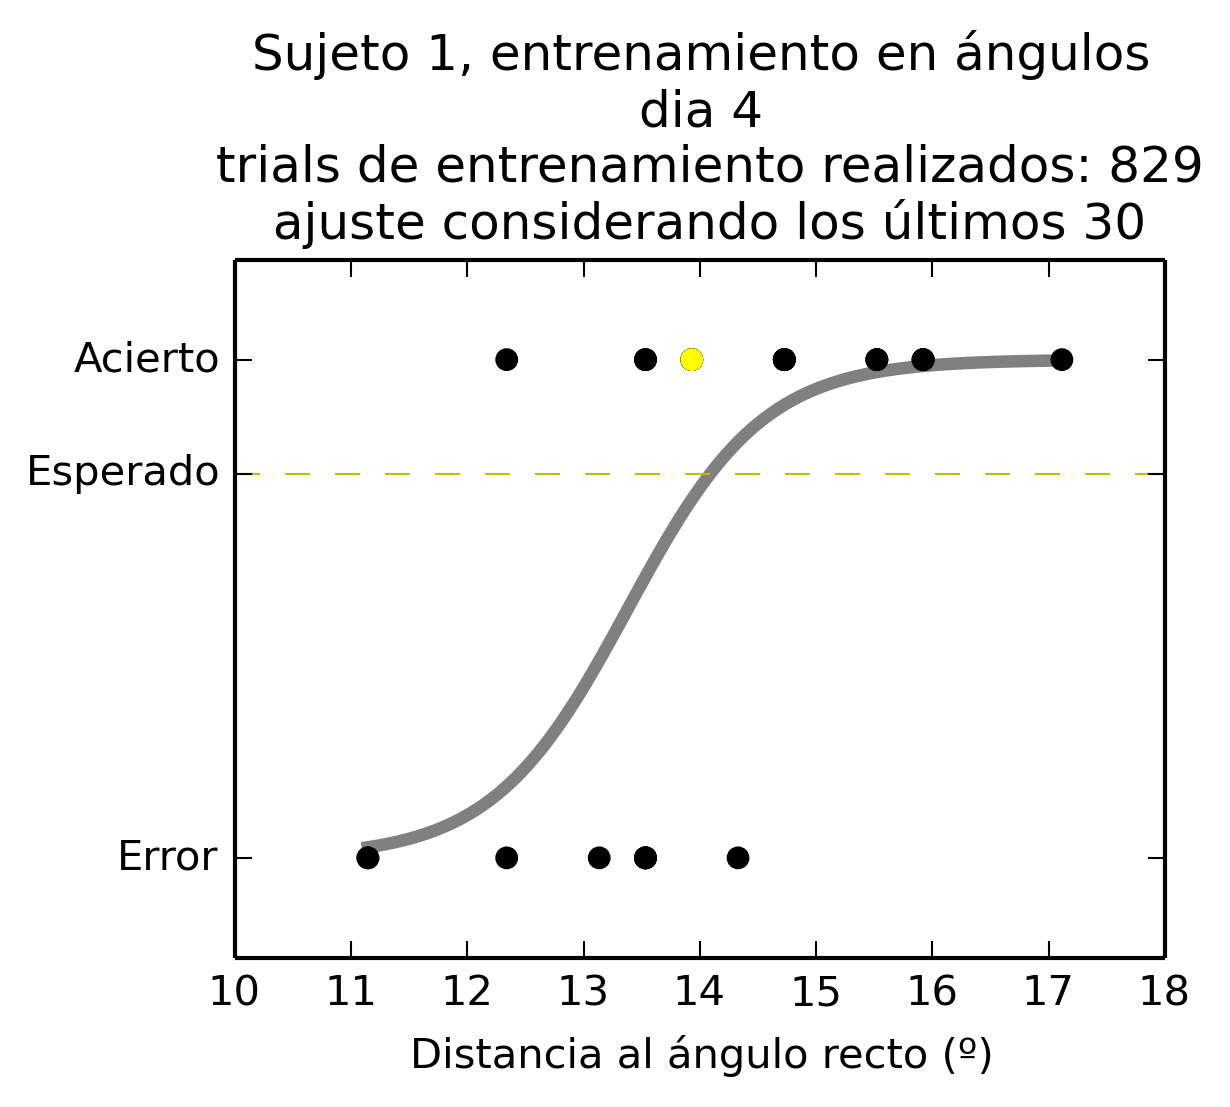 Sujeto 1, entrenamiento en ángulos
dia 4
trials de entrenamiento realizados: 829
ajuste considerando los últimos 30
Acierto
Esperado
Error
10 11 12 13 14 15 16 17 18
Distancia al ángulo recto (º)